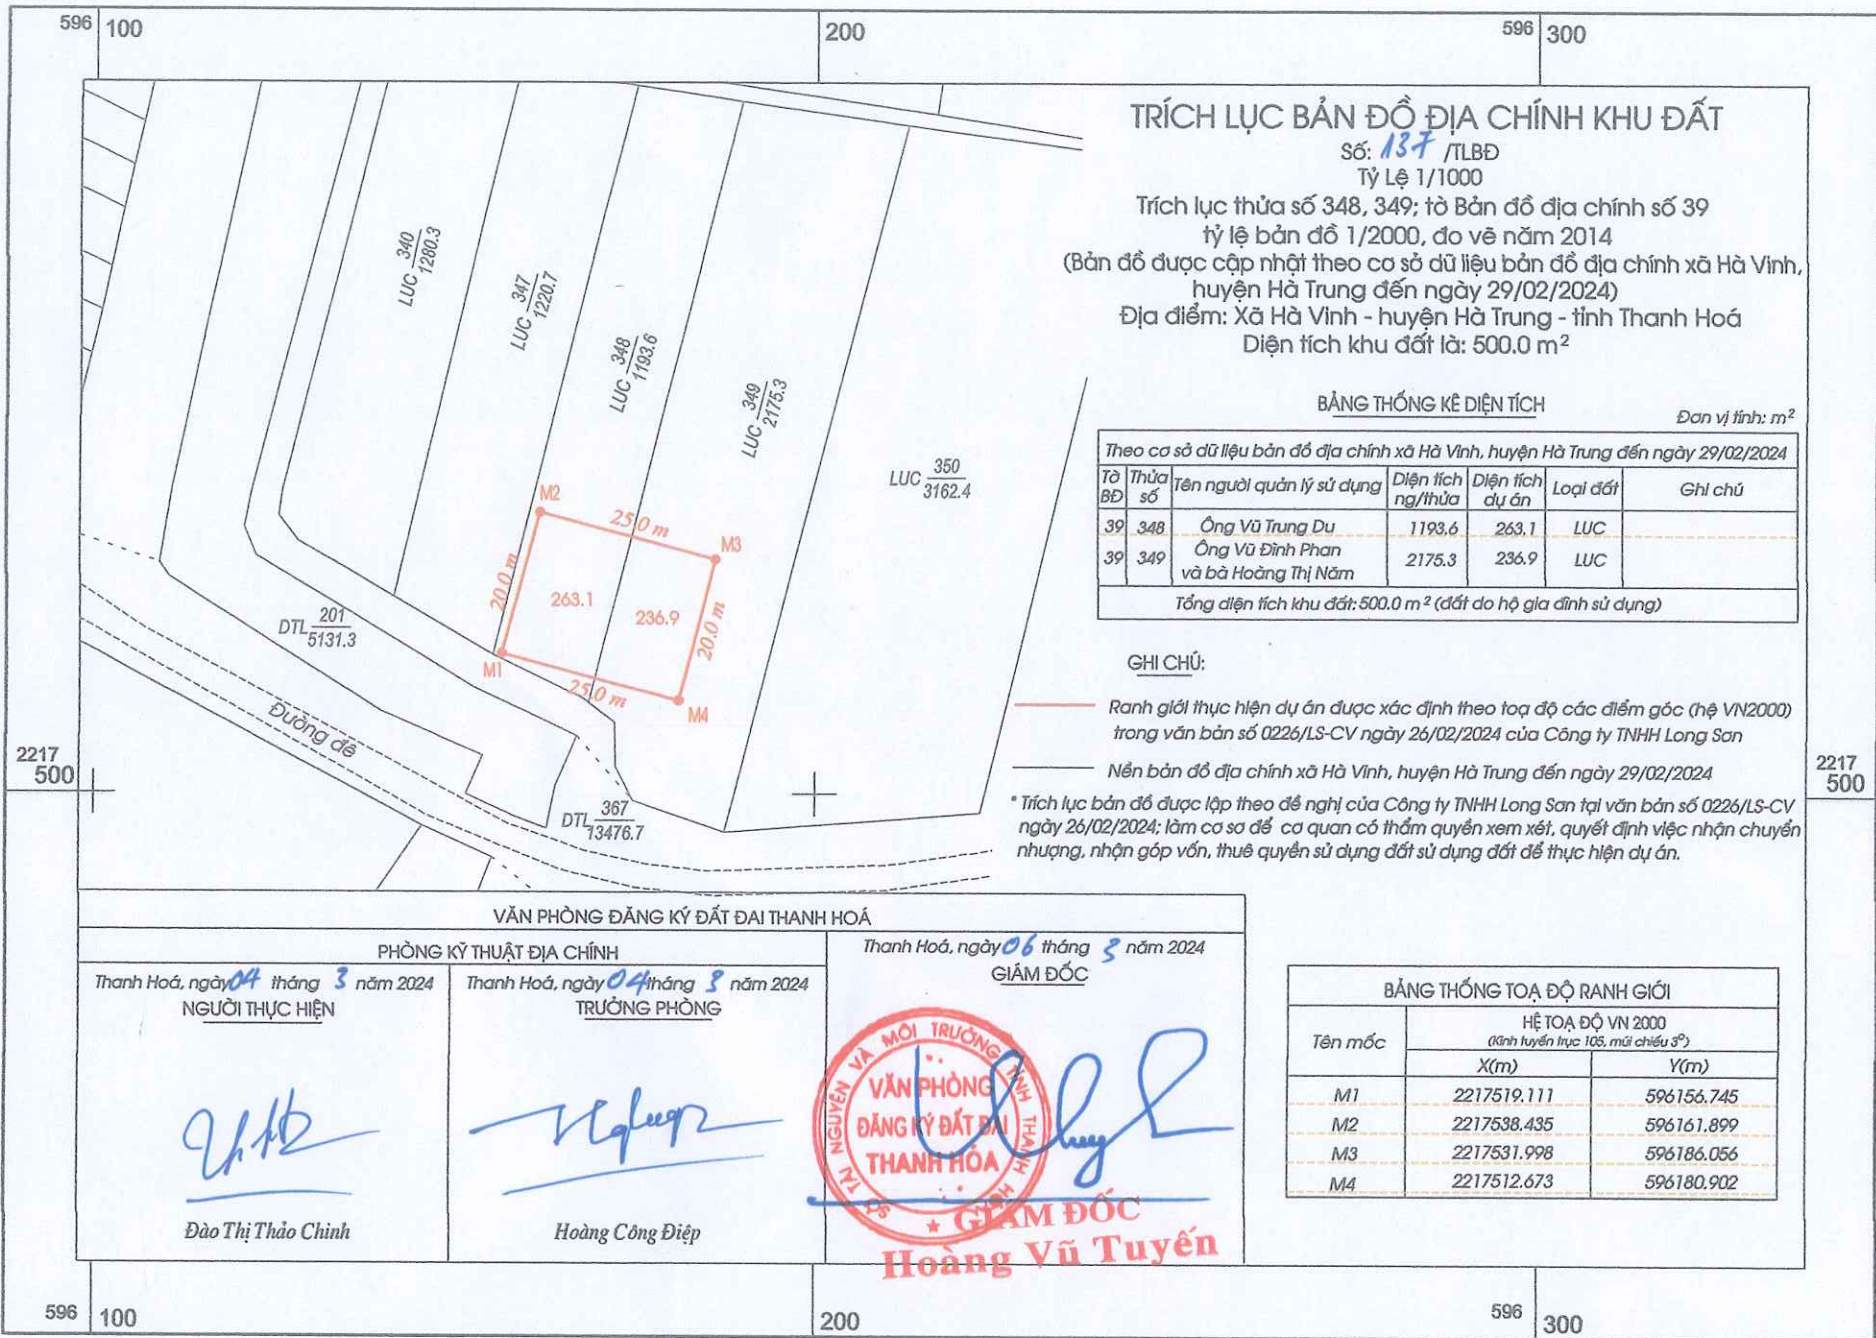 596 100
200
596 300
TRÍCH LỤC BẢN ĐỒ ĐỊA CHÍNH KHU ĐẤT
Số: 137 /TLBĐ
Tỷ Lệ 1/1000
Trích lục thửa số 348, 349; tờ Bản đồ địa chính số 39
tỷ lệ bản đồ 1/2000, đo vẽ năm 2014
(Bản đồ được cập nhật theo cơ sở dữ liệu bản đồ địa chính xã Hà Vinh,
huyện Hà Trung đến ngày 29/02/2024)
Địa điểm: Xã Hà Vinh - huyện Hà Trung - tỉnh Thanh Hoá
Diện tích khu đất là: 500.0 m²
LUC 340 1280.3
LUC 347 1220.7
LUC 348 1193.6
LUC 349 2175.3
LUC 350 3162.4
M2
25.0 m
M3
20.0 m
263.1
236.9
20.0 m
M1
25.0 m
M4
DTL 201 5131.3
Đường đê
DTL 367 13476.7
2217
500
2217
500
BẢNG THỐNG KÊ DIỆN TÍCH
Đơn vị tính: m²
Theo cơ sở dữ liệu bản đồ địa chính xã Hà Vinh, huyện Hà Trung đến ngày 29/02/2024
Tờ BĐ Thửa số Tên người quản lý sử dụng Diện tích ng/thửa Diện tích dự án Loại đất Ghi chú
39 348 Ông Vũ Trung Du 1193.6 263.1 LUC
39 349 Ông Vũ Đình Phan và bà Hoàng Thị Năm 2175.3 236.9 LUC
Tổng diện tích khu đất: 500.0 m² (đất do hộ gia đình sử dụng)
GHI CHÚ:
Ranh giới thực hiện dự án được xác định theo toạ độ các điểm góc (hệ VN2000)
trong văn bản số 0226/LS-CV ngày 26/02/2024 của Công ty TNHH Long Sơn
Nền bản đồ địa chính xã Hà Vinh, huyện Hà Trung đến ngày 29/02/2024
* Trích lục bản đồ được lập theo đề nghị của Công ty TNHH Long Sơn tại văn bản số 0226/LS-CV
ngày 26/02/2024; làm cơ sơ để cơ quan có thẩm quyền xem xét, quyết định việc nhận chuyển
nhượng, nhận góp vốn, thuê quyền sử dụng đất sử dụng đất để thực hiện dự án.
VĂN PHÒNG ĐĂNG KÝ ĐẤT ĐAI THANH HOÁ
PHÒNG KỸ THUẬT ĐỊA CHÍNH
Thanh Hoá, ngày 04 tháng 3 năm 2024
NGƯỜI THỰC HIỆN
Đào Thị Thảo Chinh
Thanh Hoá, ngày 04 tháng 3 năm 2024
TRƯỞNG PHÒNG
Hoàng Công Điệp
Thanh Hoá, ngày 06 tháng 3 năm 2024
GIÁM ĐỐC
SỞ TÀI NGUYÊN VÀ MÔI TRƯỜNG TỈNH THANH HÓA
VĂN PHÒNG
ĐĂNG KÝ ĐẤT ĐAI
THANH HÓA
GIÁM ĐỐC
Hoàng Vũ Tuyến
BẢNG THỐNG TOẠ ĐỘ RANH GIỚI
Tên mốc
HỆ TOẠ ĐỘ VN 2000
(Kinh tuyến trục 105, múi chiếu 3⁰)
X(m) Y(m)
M1 2217519.111 596156.745
M2 2217538.435 596161.899
M3 2217531.998 596186.056
M4 2217512.673 596180.902
596 100
200
596 300